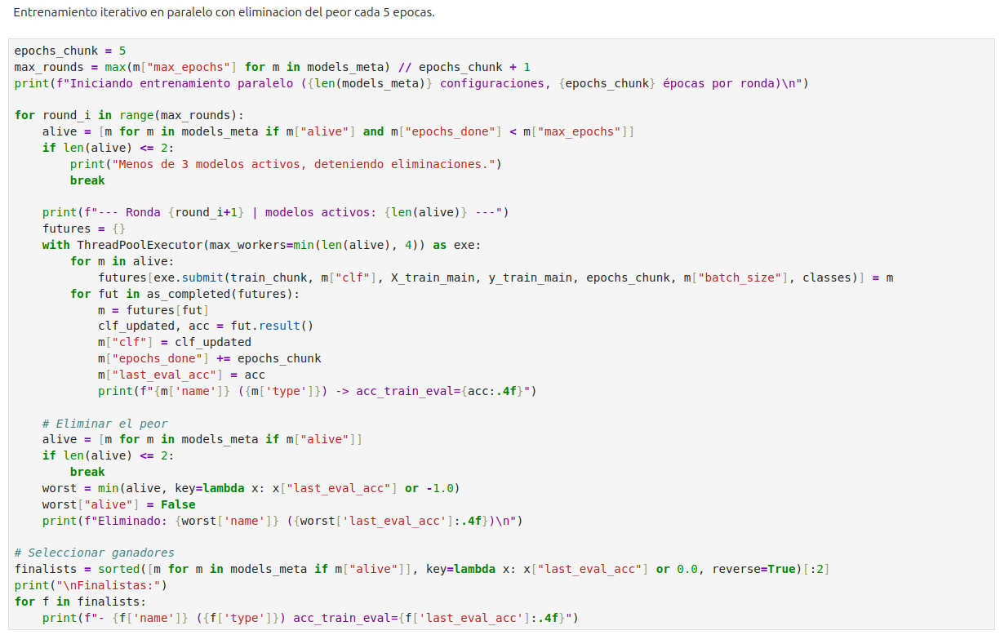 Entrenamiento iterativo en paralelo con eliminacion del peor cada 5 epocas.
epochs_chunk = 5
max_rounds = max(m["max_epochs"] for m in models_meta) // epochs_chunk + 1
print(f"Iniciando entrenamiento paralelo ({len(models_meta)} configuraciones, {epochs_chunk} épocas por ronda)\n")

for round_i in range(max_rounds):
    alive = [m for m in models_meta if m["alive"] and m["epochs_done"] < m["max_epochs"]]
    if len(alive) <= 2:
        print("Menos de 3 modelos activos, deteniendo eliminaciones.")
        break

    print(f"--- Ronda {round_i+1} | modelos activos: {len(alive)} ---")
    futures = {}
    with ThreadPoolExecutor(max_workers=min(len(alive), 4)) as exe:
        for m in alive:
            futures[exe.submit(train_chunk, m["clf"], X_train_main, y_train_main, epochs_chunk, m["batch_size"], classes)] = m
        for fut in as_completed(futures):
            m = futures[fut]
            clf_updated, acc = fut.result()
            m["clf"] = clf_updated
            m["epochs_done"] += epochs_chunk
            m["last_eval_acc"] = acc
            print(f"{m['name']} ({m['type']}) -> acc_train_eval={acc:.4f}")

    # Eliminar el peor
    alive = [m for m in models_meta if m["alive"]]
    if len(alive) <= 2:
        break
    worst = min(alive, key=lambda x: x["last_eval_acc"] or -1.0)
    worst["alive"] = False
    print(f"Eliminado: {worst['name']} ({worst['last_eval_acc']:.4f})\n")

# Seleccionar ganadores
finalists = sorted([m for m in models_meta if m["alive"]], key=lambda x: x["last_eval_acc"] or 0.0, reverse=True)[:2]
print("\nFinalistas:")
for f in finalists:
    print(f"- {f['name']} ({f['type']}) acc_train_eval={f['last_eval_acc']:.4f}")